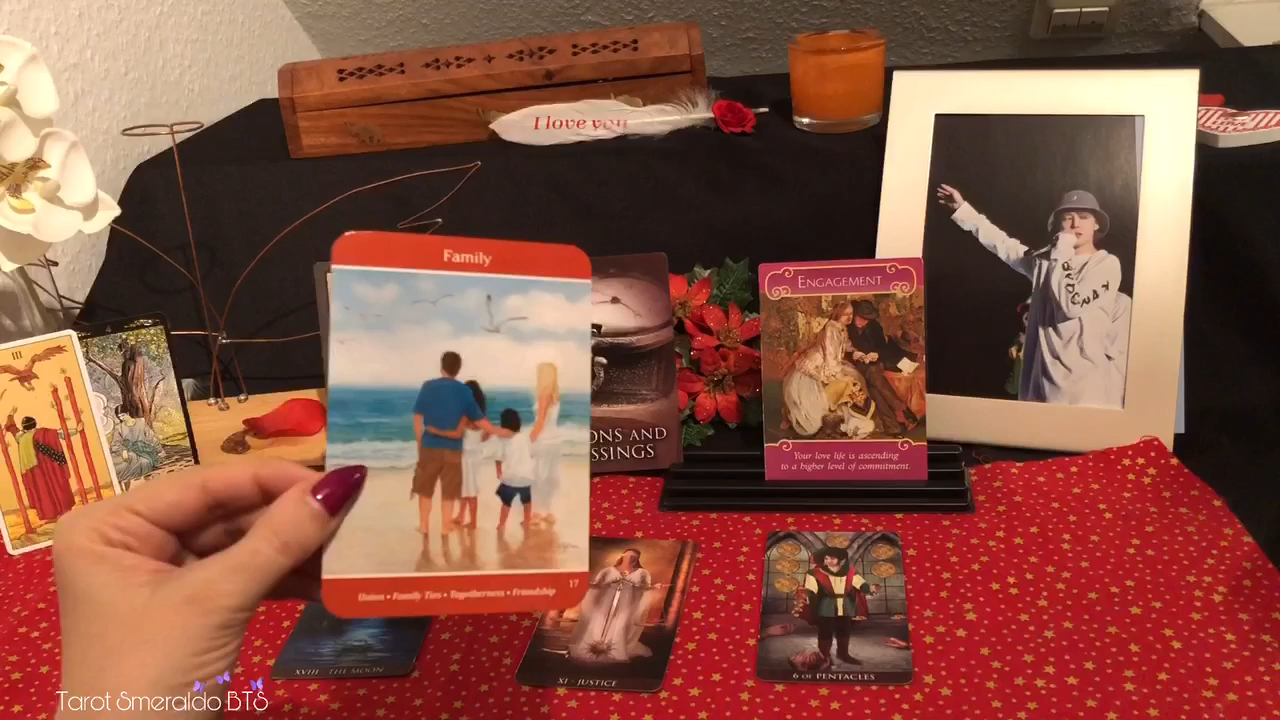 I love you
Family
ENGAGEMENT
III
ONS AND
SSINGS
Your love life is ascending
to a higher level of commitment.
17
Union • Family Ties • Togetherness • Friendship
XVIII · THE MOON
XI · JUSTICE
6 OF PENTACLES
Tarot Smeraldo BTS